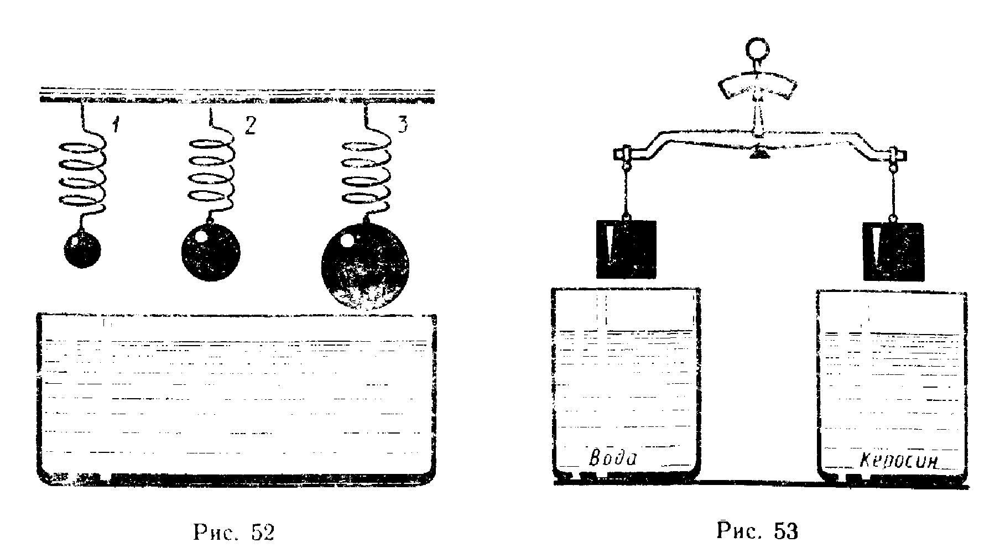 1 2 3
Вода
Керосин
Рис. 52
Рис. 53